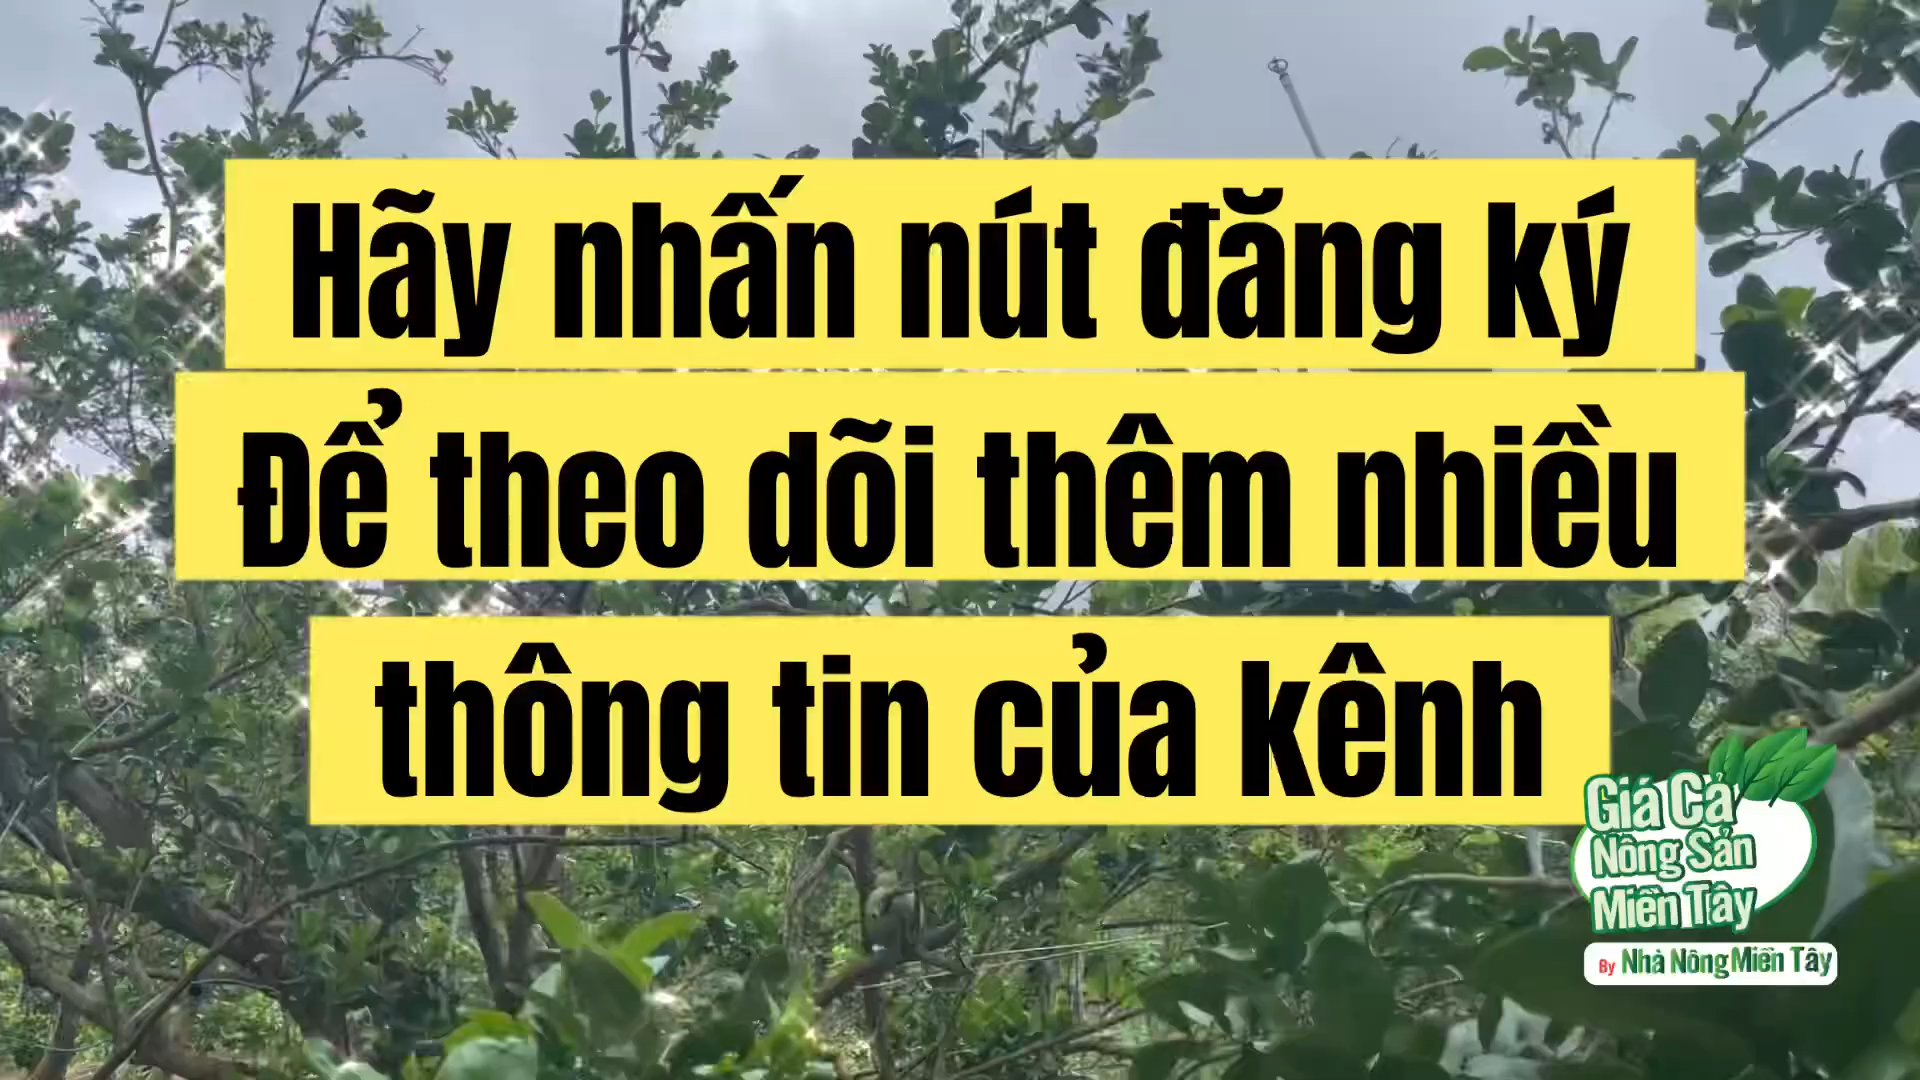 Hãy nhấn nút đăng ký
Để theo dõi thêm nhiều
thông tin của kênh
Giá Cả
Nông Sản
Miền Tây
By Nhà Nông Miền Tây